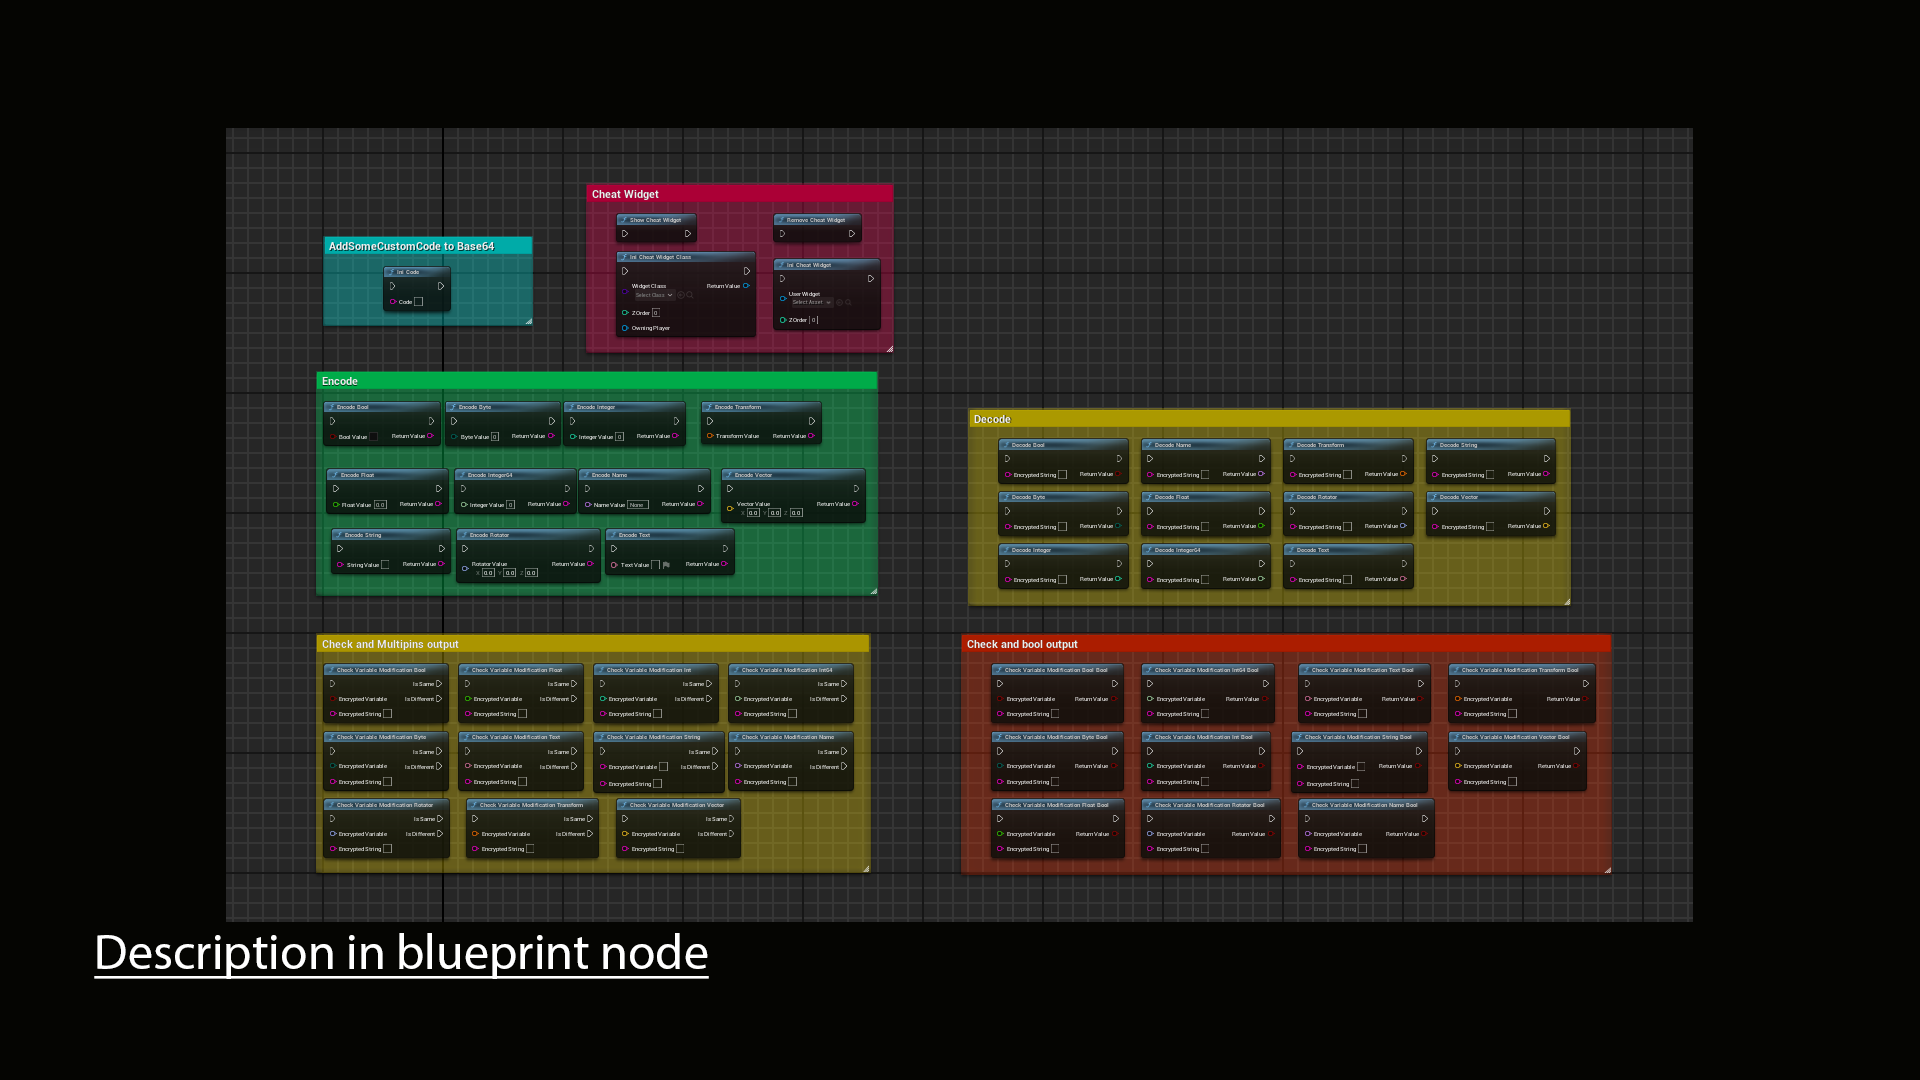 Cheat Widget
Show Cheat Widget
Remove Cheat Widget
Ini Cheat Widget Class
Widget Class
Return Value
Select Class
ZOrder 0
Owning Player
Ini Cheat Widget
User Widget
Select Asset
ZOrder 0
AddSomeCustomCode to Base64
Ini Code
Code
Encode
Encode Bool
Bool Value Return Value
Encode Byte
Byte Value 0 Return Value
Encode Integer
Integer Value 0 Return Value
Encode Transform
Transform Value Return Value
Encode Float
Float Value 0.0 Return Value
Encode Integer64
Integer Value 0 Return Value
Encode Name
Name Value None Return Value
Encode Vector
Vector Value Return Value
X 0.0 Y 0.0 Z 0.0
Encode String
String Value Return Value
Encode Rotator
Rotator Value Return Value
X 0.0 Y 0.0 Z 0.0
Encode Text
Text Value Return Value
Decode
Decode Bool
Encrypted String Return Value
Decode Name
Encrypted String Return Value
Decode Transform
Encrypted String Return Value
Decode String
Encrypted String Return Value
Decode Byte
Encrypted String Return Value
Decode Float
Encrypted String Return Value
Decode Rotator
Encrypted String Return Value
Decode Vector
Encrypted String Return Value
Decode Integer
Encrypted String Return Value
Decode Integer64
Encrypted String Return Value
Decode Text
Encrypted String Return Value
Check and Multipins output
Check Variable Modification Bool
Is Same
Encrypted Variable Is Different
Encrypted String
Check Variable Modification Float
Is Same
Encrypted Variable Is Different
Encrypted String
Check Variable Modification Int
Is Same
Encrypted Variable Is Different
Encrypted String
Check Variable Modification Int64
Is Same
Encrypted Variable Is Different
Encrypted String
Check Variable Modification Byte
Is Same
Encrypted Variable Is Different
Encrypted String
Check Variable Modification Text
Is Same
Encrypted Variable Is Different
Encrypted String
Check Variable Modification String
Is Same
Encrypted Variable Is Different
Encrypted String
Check Variable Modification Name
Is Same
Encrypted Variable Is Different
Encrypted String
Check Variable Modification Rotator
Is Same
Encrypted Variable Is Different
Encrypted String
Check Variable Modification Transform
Is Same
Encrypted Variable Is Different
Encrypted String
Check Variable Modification Vector
Is Same
Encrypted Variable Is Different
Encrypted String
Check and bool output
Check Variable Modification Bool Bool
Encrypted Variable Return Value
Encrypted String
Check Variable Modification Int64 Bool
Encrypted Variable Return Value
Encrypted String
Check Variable Modification Text Bool
Encrypted Variable Return Value
Encrypted String
Check Variable Modification Transform Bool
Encrypted Variable Return Value
Encrypted String
Check Variable Modification Byte Bool
Encrypted Variable Return Value
Encrypted String
Check Variable Modification Int Bool
Encrypted Variable Return Value
Encrypted String
Check Variable Modification String Bool
Encrypted Variable Return Value
Encrypted String
Check Variable Modification Vector Bool
Encrypted Variable Return Value
Encrypted String
Check Variable Modification Float Bool
Encrypted Variable Return Value
Encrypted String
Check Variable Modification Rotator Bool
Encrypted Variable Return Value
Encrypted String
Check Variable Modification Name Bool
Encrypted Variable Return Value
Encrypted String
Description in blueprint node